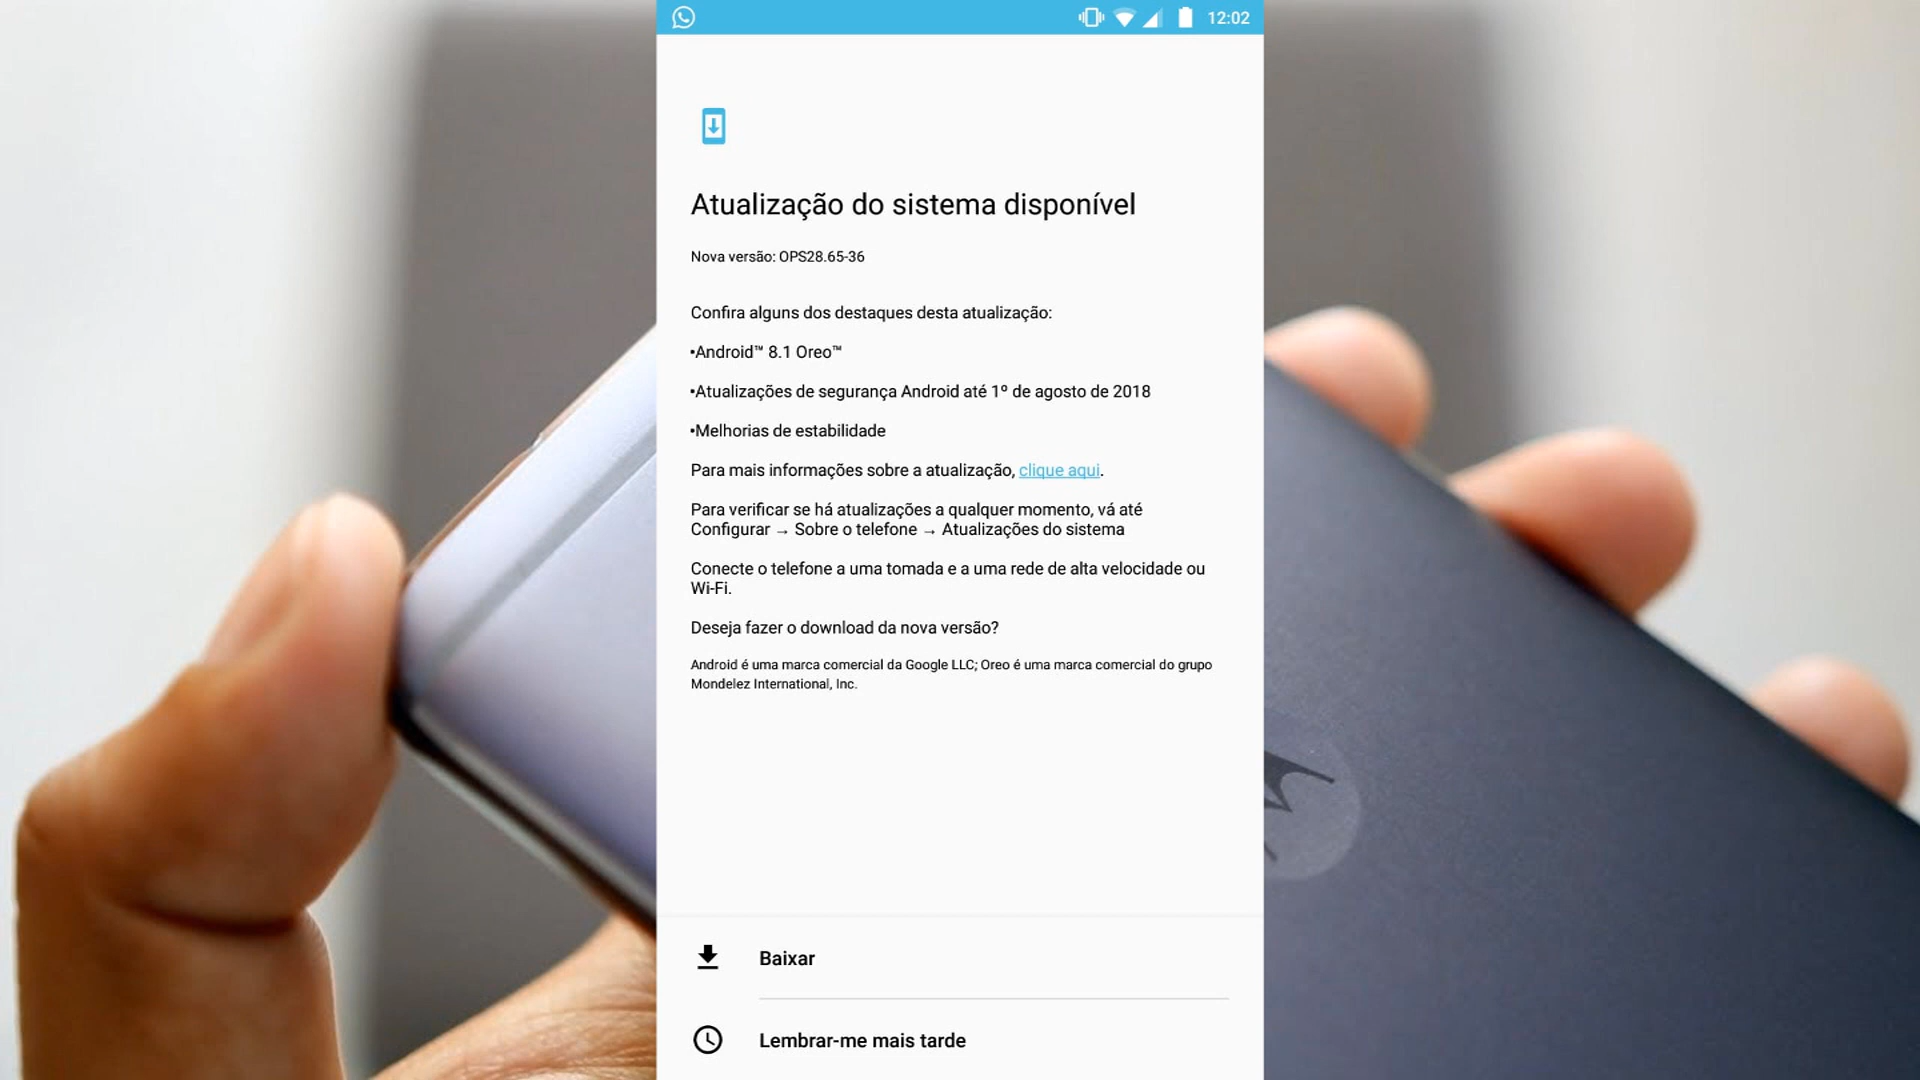 12:02
Atualização do sistema disponível
Nova versão: OPS28.65-36
Confira alguns dos destaques desta atualização:
•Android™ 8.1 Oreo™
•Atualizações de segurança Android até 1º de agosto de 2018
•Melhorias de estabilidade
Para mais informações sobre a atualização, clique aqui.
Para verificar se há atualizações a qualquer momento, vá até
Configurar → Sobre o telefone → Atualizações do sistema
Conecte o telefone a uma tomada e a uma rede de alta velocidade ou
Wi-Fi.
Deseja fazer o download da nova versão?
Android é uma marca comercial da Google LLC; Oreo é uma marca comercial do grupo
Mondelez International, Inc.
Baixar
Lembrar-me mais tarde